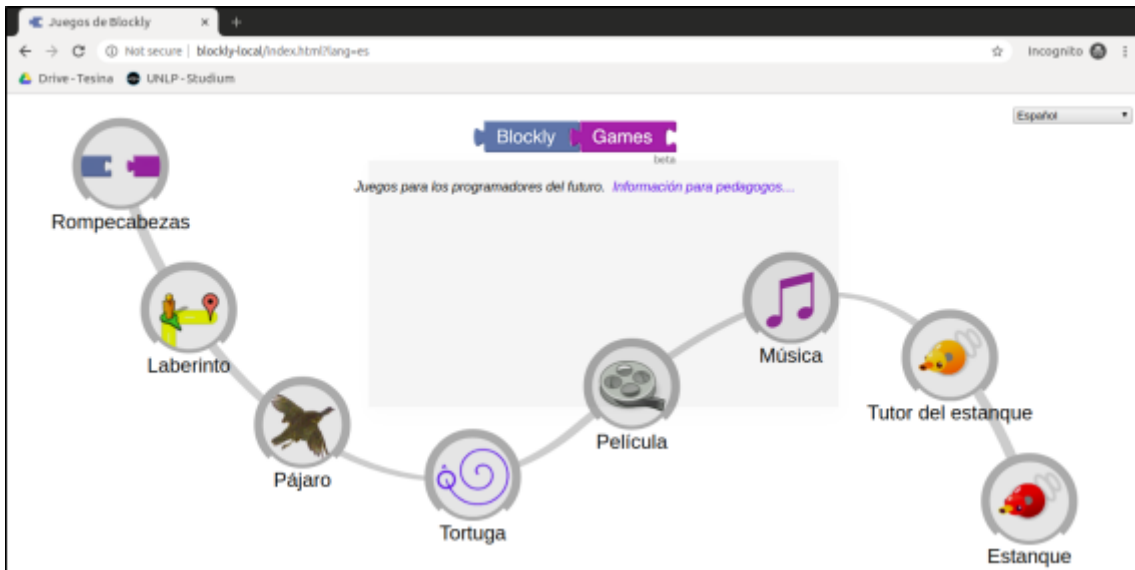 Juegos de Blockly
Not secure | blockly-local/index.html?lang=es
Incognito
Drive-Tesina
UNLP-Studium
Español
Blockly Games
beta
Juegos para los programadores del futuro. Información para pedagogos....
Rompecabezas
Laberinto
Pájaro
Tortuga
Película
Música
Tutor del estanque
Estanque